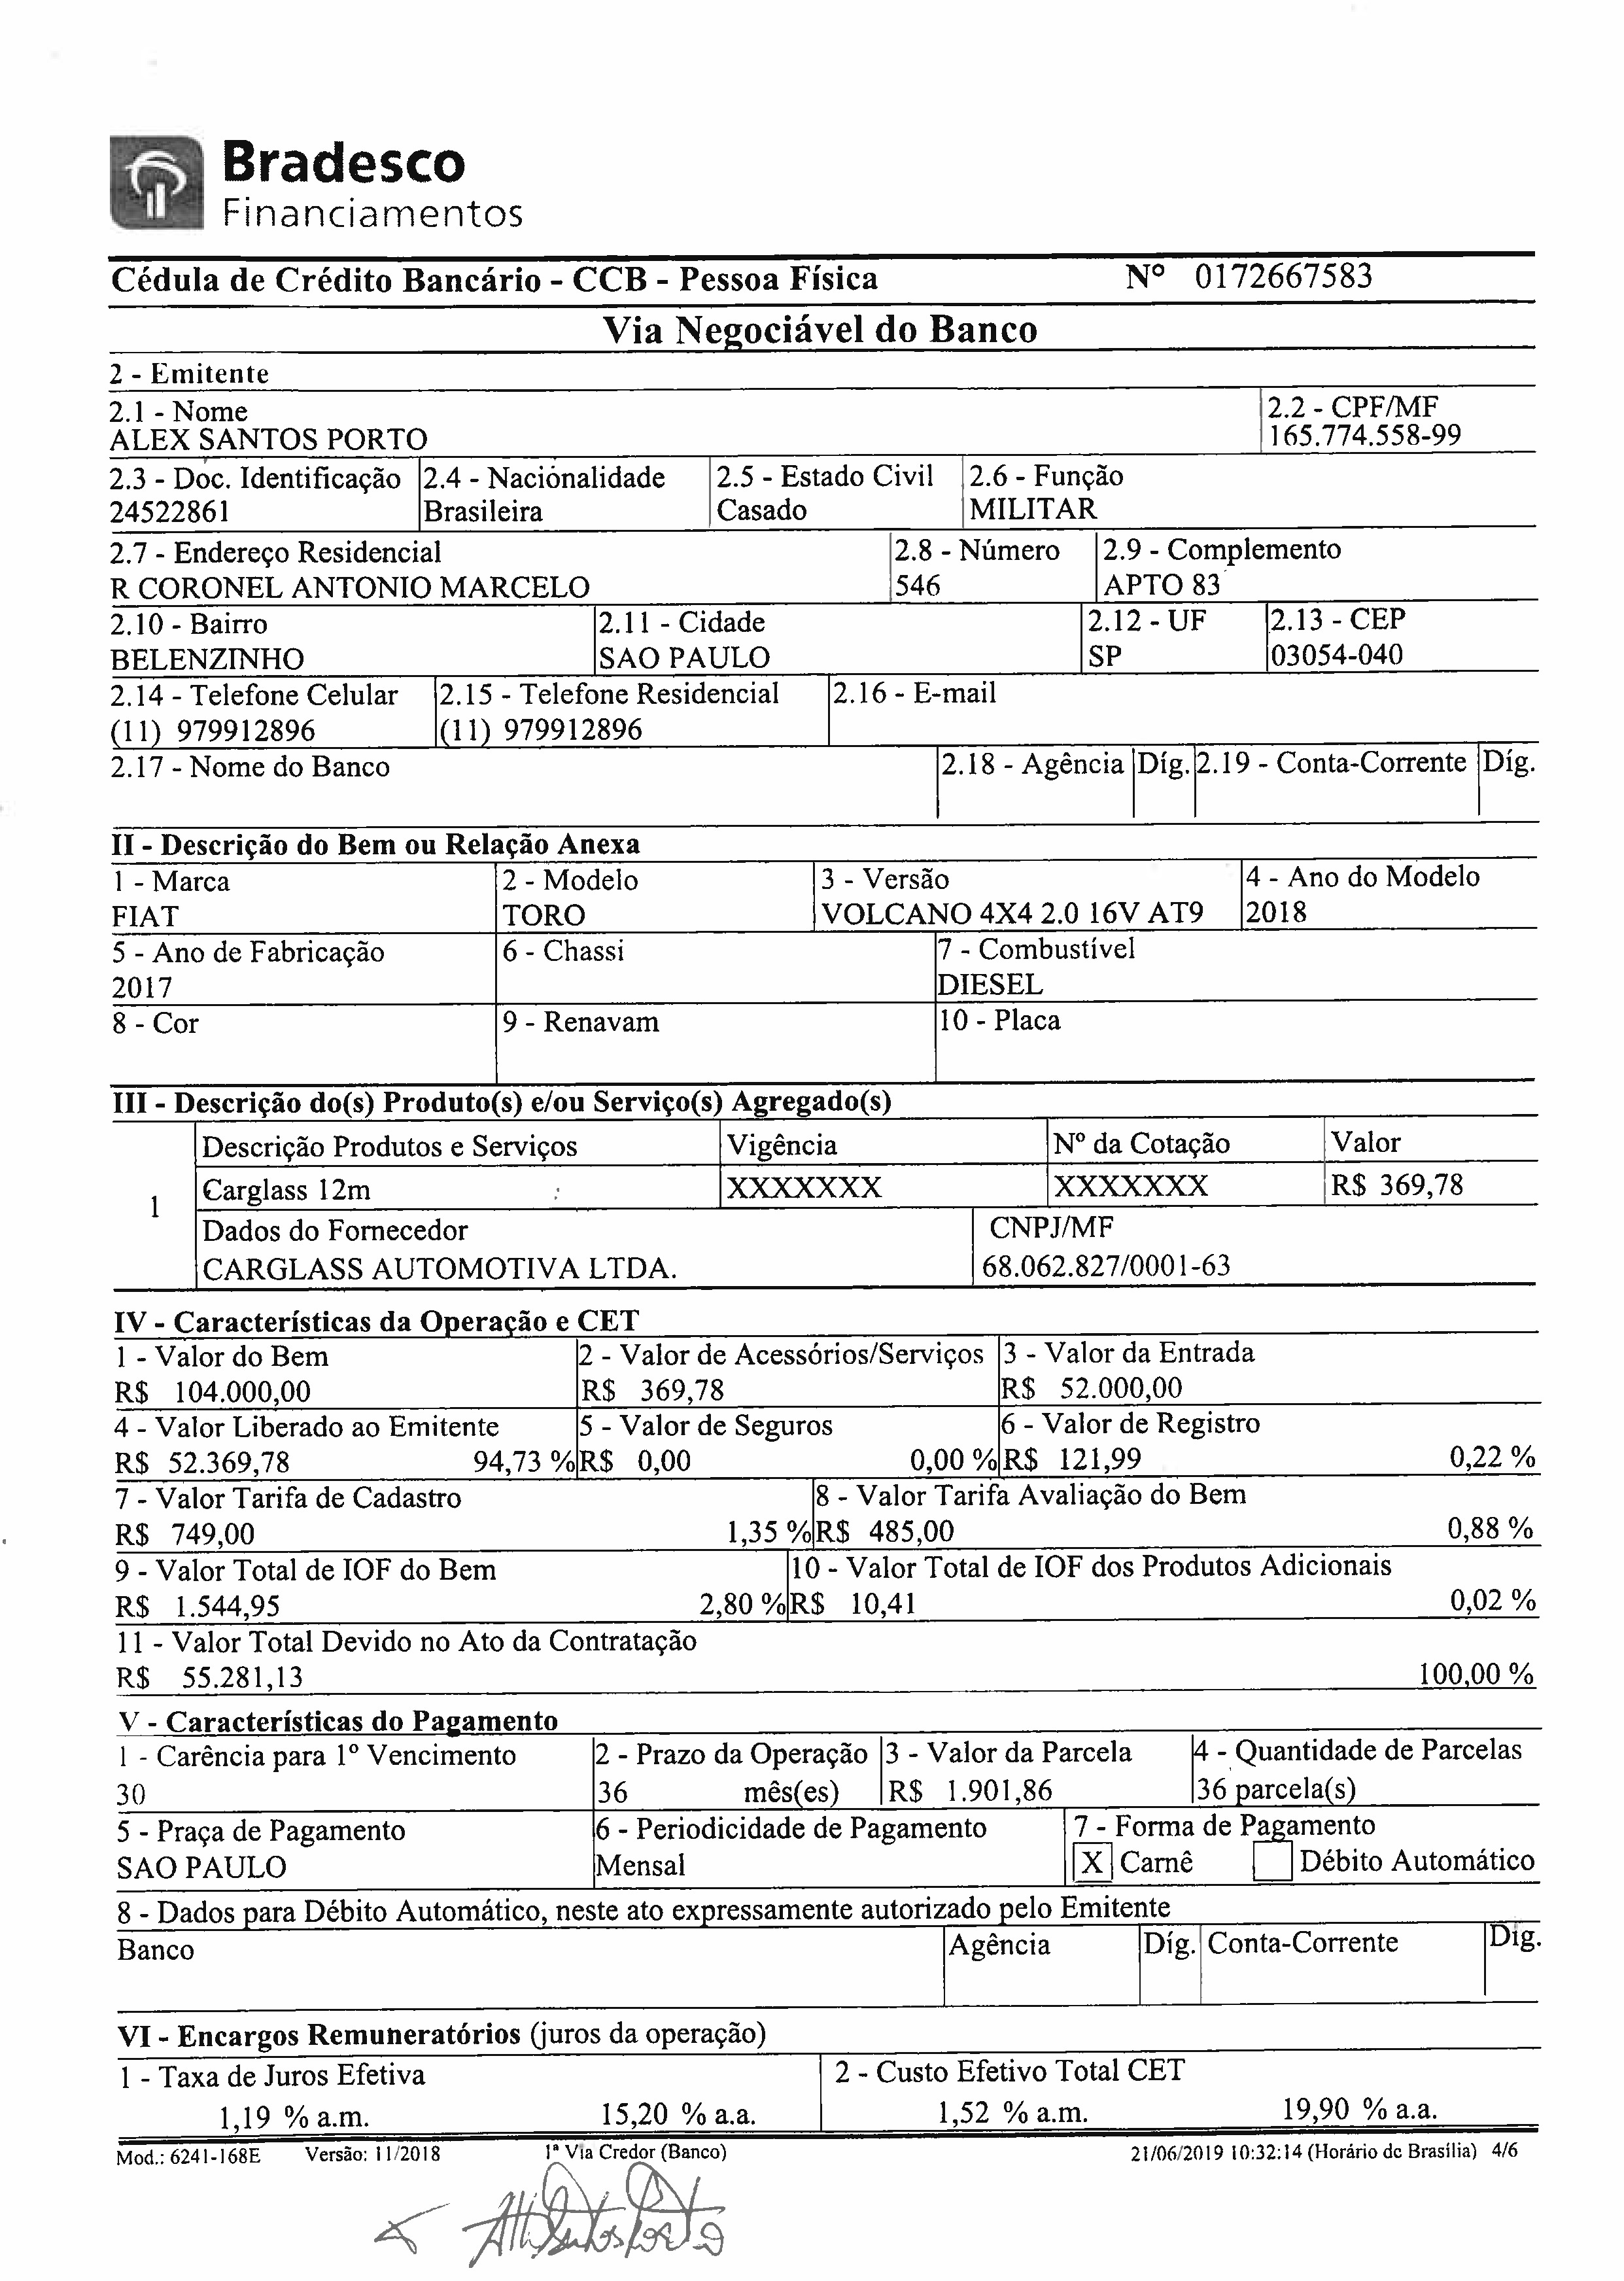 Bradesco
Financiamentos
Cédula de Crédito Bancário - CCB - Pessoa Física Nº 0172667583
Via Negociável do Banco
2 - Emitente
2.1 - Nome 2.2 - CPF/MF
ALEX SANTOS PORTO 165.774.558-99
2.3 - Doc. Identificação 2.4 - Nacionalidade 2.5 - Estado Civil 2.6 - Função
24522861 Brasileira Casado MILITAR
2.7 - Endereço Residencial 2.8 - Número 2.9 - Complemento
R CORONEL ANTONIO MARCELO 546 APTO 83
2.10 - Bairro 2.11 - Cidade 2.12 - UF 2.13 - CEP
BELENZINHO SAO PAULO SP 03054-040
2.14 - Telefone Celular 2.15 - Telefone Residencial 2.16 - E-mail
(11) 979912896 (11) 979912896
2.17 - Nome do Banco 2.18 - Agência Díg. 2.19 - Conta-Corrente Díg.
II - Descrição do Bem ou Relação Anexa
1 - Marca 2 - Modelo 3 - Versão 4 - Ano do Modelo
FIAT TORO VOLCANO 4X4 2.0 16V AT9 2018
5 - Ano de Fabricação 6 - Chassi 7 - Combustível
2017 DIESEL
8 - Cor 9 - Renavam 10 - Placa
III - Descrição do(s) Produto(s) e/ou Serviço(s) Agregado(s)
Descrição Produtos e Serviços Vigência Nº da Cotação Valor
1 Carglass 12m XXXXXXX XXXXXXX R$ 369,78
Dados do Fornecedor CNPJ/MF
CARGLASS AUTOMOTIVA LTDA. 68.062.827/0001-63
IV - Características da Operação e CET
1 - Valor do Bem 2 - Valor de Acessórios/Serviços 3 - Valor da Entrada
R$ 104.000,00 R$ 369,78 R$ 52.000,00
4 - Valor Liberado ao Emitente 5 - Valor de Seguros 6 - Valor de Registro
R$ 52.369,78 94,73 % R$ 0,00 0,00 % R$ 121,99 0,22 %
7 - Valor Tarifa de Cadastro 8 - Valor Tarifa Avaliação do Bem
R$ 749,00 1,35 % R$ 485,00 0,88 %
9 - Valor Total de IOF do Bem 10 - Valor Total de IOF dos Produtos Adicionais
R$ 1.544,95 2,80 % R$ 10,41 0,02 %
11 - Valor Total Devido no Ato da Contratação
R$ 55.281,13 100,00 %
V - Características do Pagamento
1 - Carência para 1º Vencimento 2 - Prazo da Operação 3 - Valor da Parcela 4 - Quantidade de Parcelas
30 36 mês(es) R$ 1.901,86 36 parcela(s)
5 - Praça de Pagamento 6 - Periodicidade de Pagamento 7 - Forma de Pagamento
SAO PAULO Mensal X Carnê Débito Automático
8 - Dados para Débito Automático, neste ato expressamente autorizado pelo Emitente
Banco Agência Díg. Conta-Corrente Díg.
VI - Encargos Remuneratórios (juros da operação)
1 - Taxa de Juros Efetiva 2 - Custo Efetivo Total CET
1,19 % a.m. 15,20 % a.a. 1,52 % a.m. 19,90 % a.a.
Mod.: 6241-168E Versão: 11/2018 1ª Via Credor (Banco) 21/06/2019 10:32:14 (Horário de Brasília) 4/6